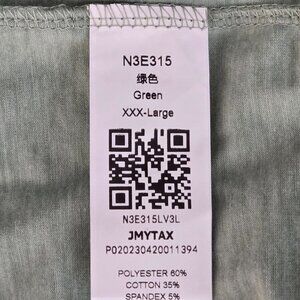 N3E315
绿色
Green
XXX-Large
N3E315LV3L
JMYTAX
P020230420011394
POLYESTER 60%
COTTON 35%
SPANDEX 5%